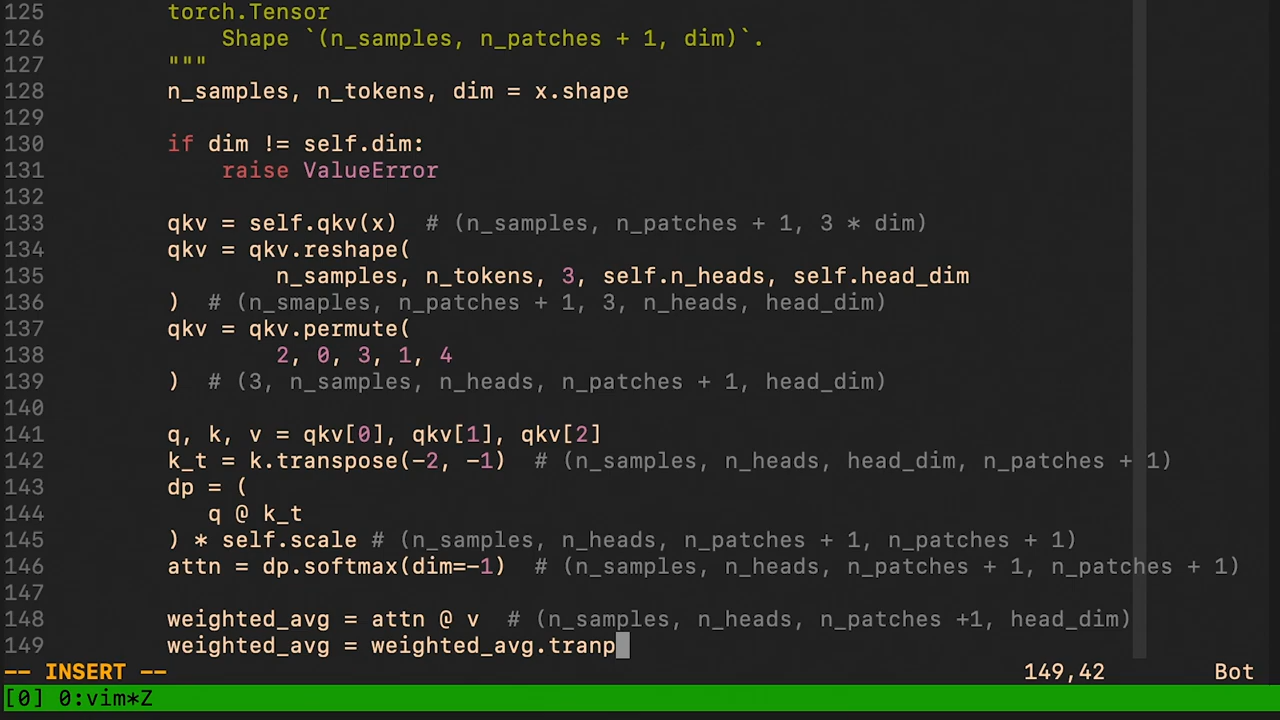 125 torch.Tensor
126 Shape `(n_samples, n_patches + 1, dim)`.
127 """
128 n_samples, n_tokens, dim = x.shape
129
130 if dim != self.dim:
131 raise ValueError
132
133 qkv = self.qkv(x)  # (n_samples, n_patches + 1, 3 * dim)
134 qkv = qkv.reshape(
135 n_samples, n_tokens, 3, self.n_heads, self.head_dim
136 )  # (n_smaples, n_patches + 1, 3, n_heads, head_dim)
137 qkv = qkv.permute(
138 2, 0, 3, 1, 4
139 )  # (3, n_samples, n_heads, n_patches + 1, head_dim)
140
141 q, k, v = qkv[0], qkv[1], qkv[2]
142 k_t = k.transpose(-2, -1)  # (n_samples, n_heads, head_dim, n_patches + 1)
143 dp = (
144 q @ k_t
145 ) * self.scale # (n_samples, n_heads, n_patches + 1, n_patches + 1)
146 attn = dp.softmax(dim=-1)  # (n_samples, n_heads, n_patches + 1, n_patches + 1)
147
148 weighted_avg = attn @ v  # (n_samples, n_heads, n_patches +1, head_dim)
149 weighted_avg = weighted_avg.tranp
-- INSERT -- 149,42 Bot
[0] 0:vim*Z